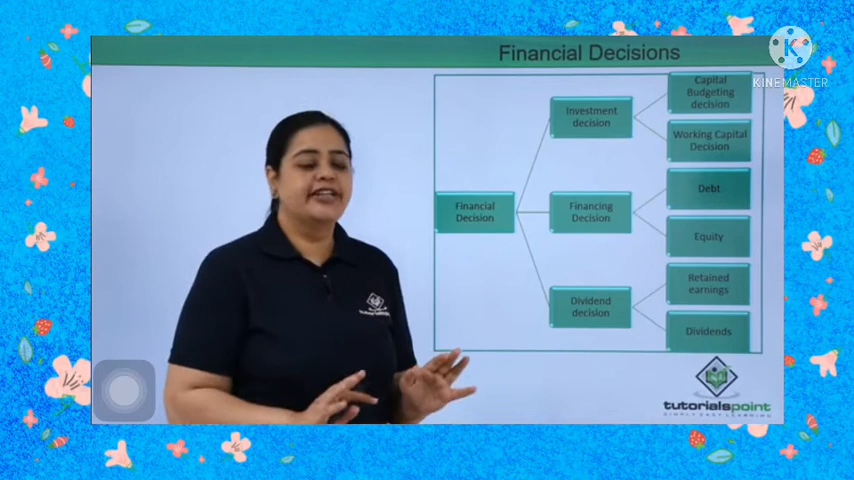 Financial Decisions
KINEMASTER
Capital
Budgeting
decision
Investment
decision
Working Capital
Decision
Financial
Decision
Financing
Decision
Debt
Equity
Dividend
decision
Retained
earnings
Dividends
tutorialspoint
SIMPLY EASY LEARNING